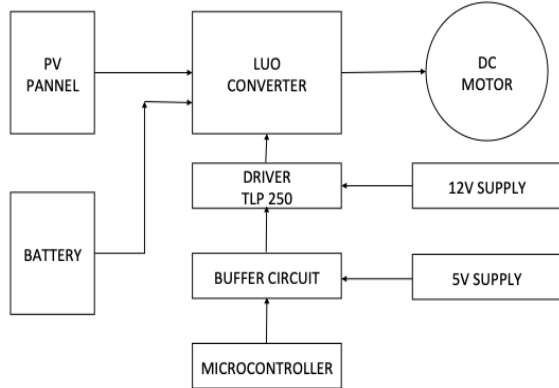 PV
PANNEL
LUO
CONVERTER
DC
MOTOR
DRIVER
TLP 250
12V SUPPLY
BATTERY
BUFFER CIRCUIT
5V SUPPLY
MICROCONTROLLER